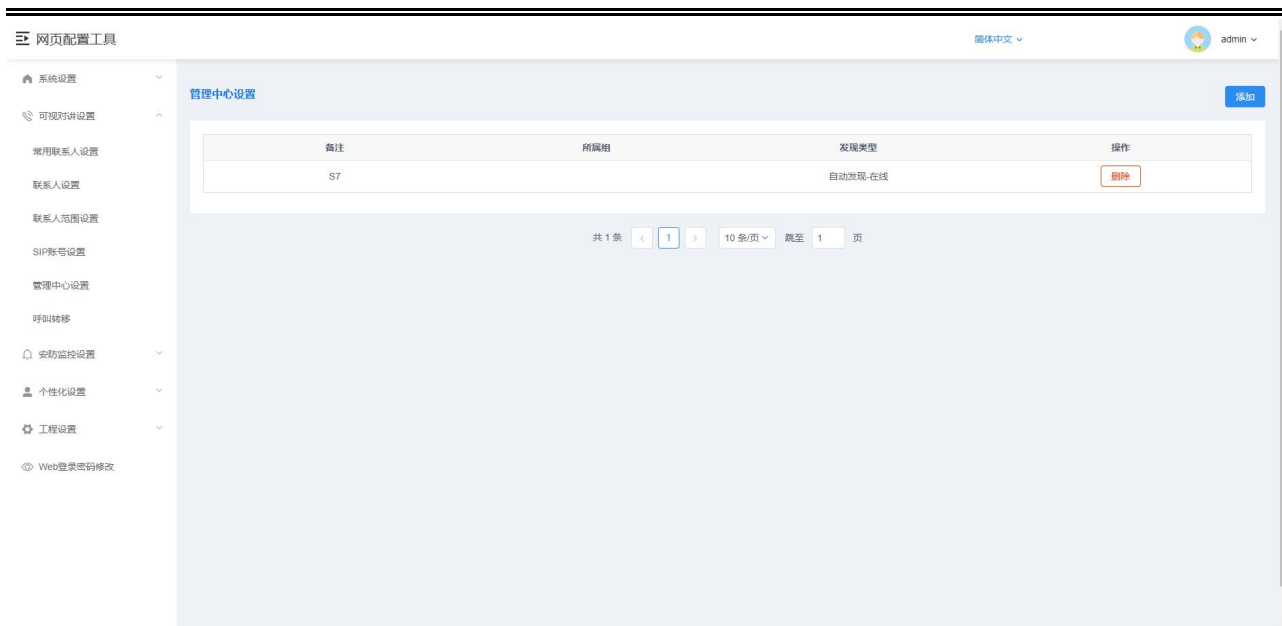 网页配置工具
简体中文
admin
系统设置
可视对讲设置
常用联系人设置
联系人设置
联系人范围设置
SIP账号设置
管理中心设置
呼叫转移
安防监控设置
个性化设置
工程设置
Web登录密码修改
管理中心设置
添加
备注 所属组 发现类型 操作
S7 自动发现-在线 删除
共 1 条 < 1 > 10 条/页 跳至 1 页